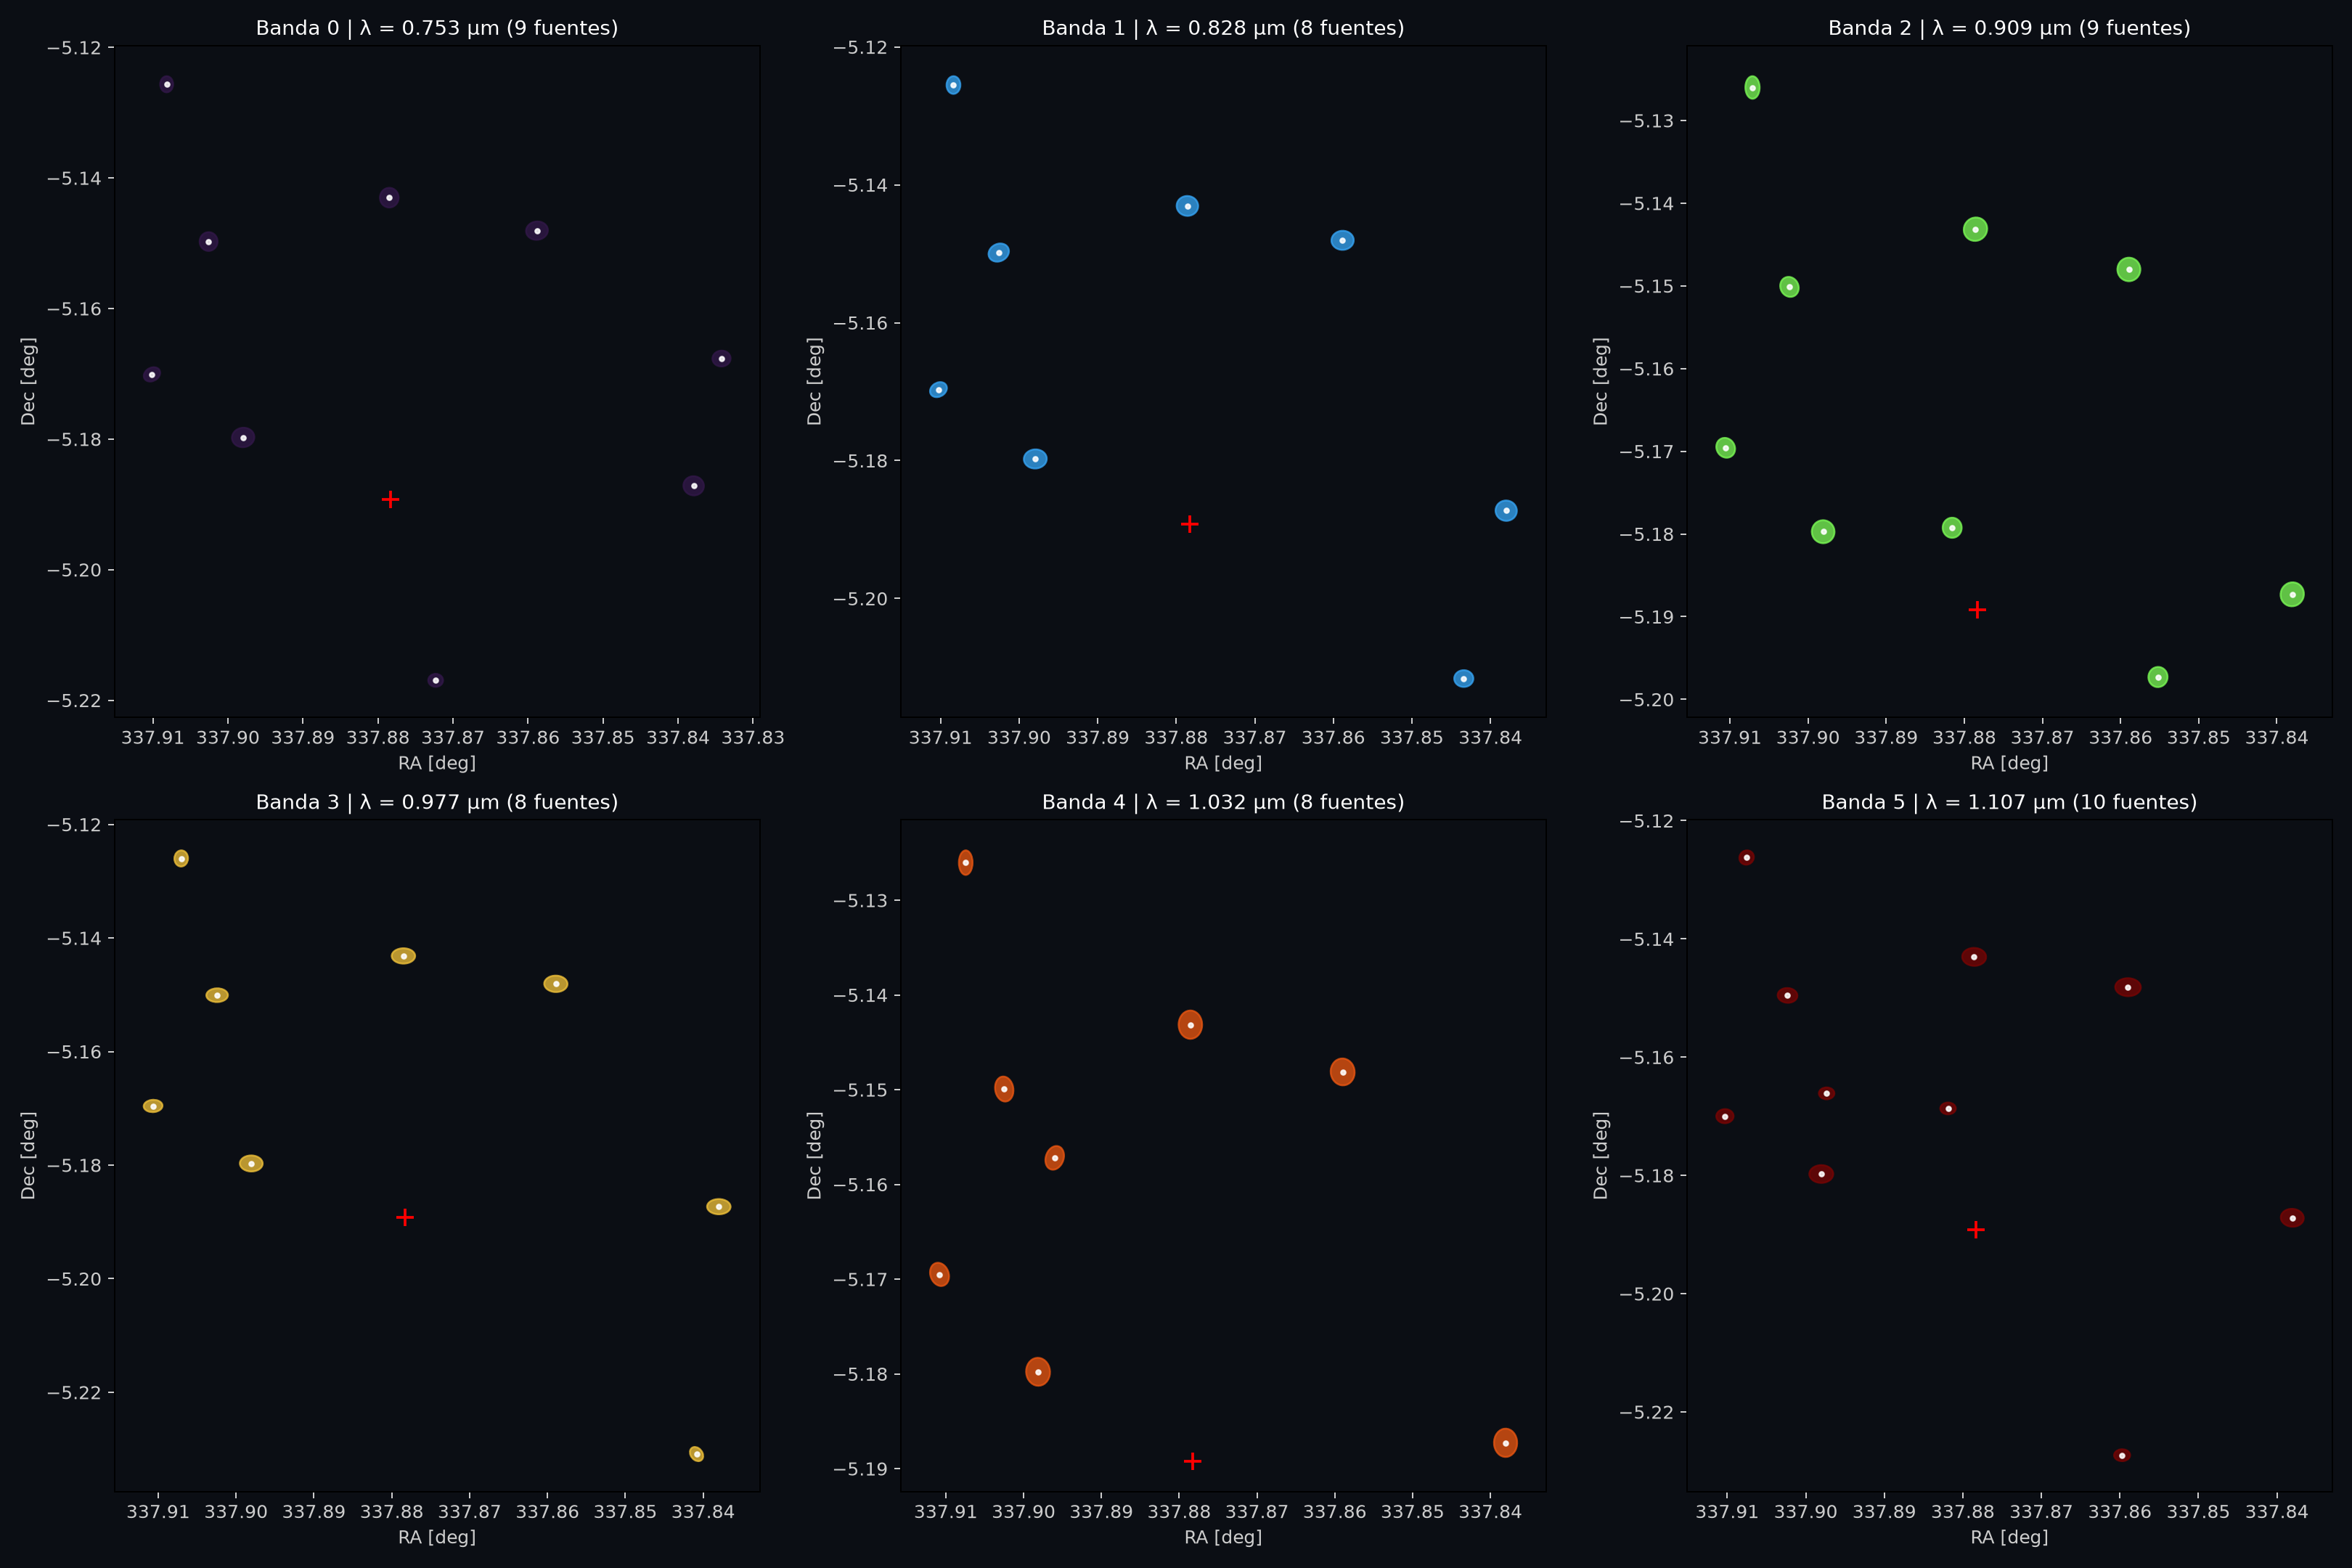 Banda 0 | λ = 0.753 µm (9 fuentes)
−5.12
−5.14
−5.16
−5.18
−5.20
−5.22
Dec [deg]
337.91 337.90 337.89 337.88 337.87 337.86 337.85 337.84 337.83
RA [deg]
Banda 1 | λ = 0.828 µm (8 fuentes)
−5.12
−5.14
−5.16
−5.18
−5.20
Dec [deg]
337.91 337.90 337.89 337.88 337.87 337.86 337.85 337.84
RA [deg]
Banda 2 | λ = 0.909 µm (9 fuentes)
−5.13
−5.14
−5.15
−5.16
−5.17
−5.18
−5.19
−5.20
Dec [deg]
337.91 337.90 337.89 337.88 337.87 337.86 337.85 337.84
RA [deg]
Banda 3 | λ = 0.977 µm (8 fuentes)
−5.12
−5.14
−5.16
−5.18
−5.20
−5.22
Dec [deg]
337.91 337.90 337.89 337.88 337.87 337.86 337.85 337.84
RA [deg]
Banda 4 | λ = 1.032 µm (8 fuentes)
−5.13
−5.14
−5.15
−5.16
−5.17
−5.18
−5.19
Dec [deg]
337.91 337.90 337.89 337.88 337.87 337.86 337.85 337.84
RA [deg]
Banda 5 | λ = 1.107 µm (10 fuentes)
−5.12
−5.14
−5.16
−5.18
−5.20
−5.22
Dec [deg]
337.91 337.90 337.89 337.88 337.87 337.86 337.85 337.84
RA [deg]